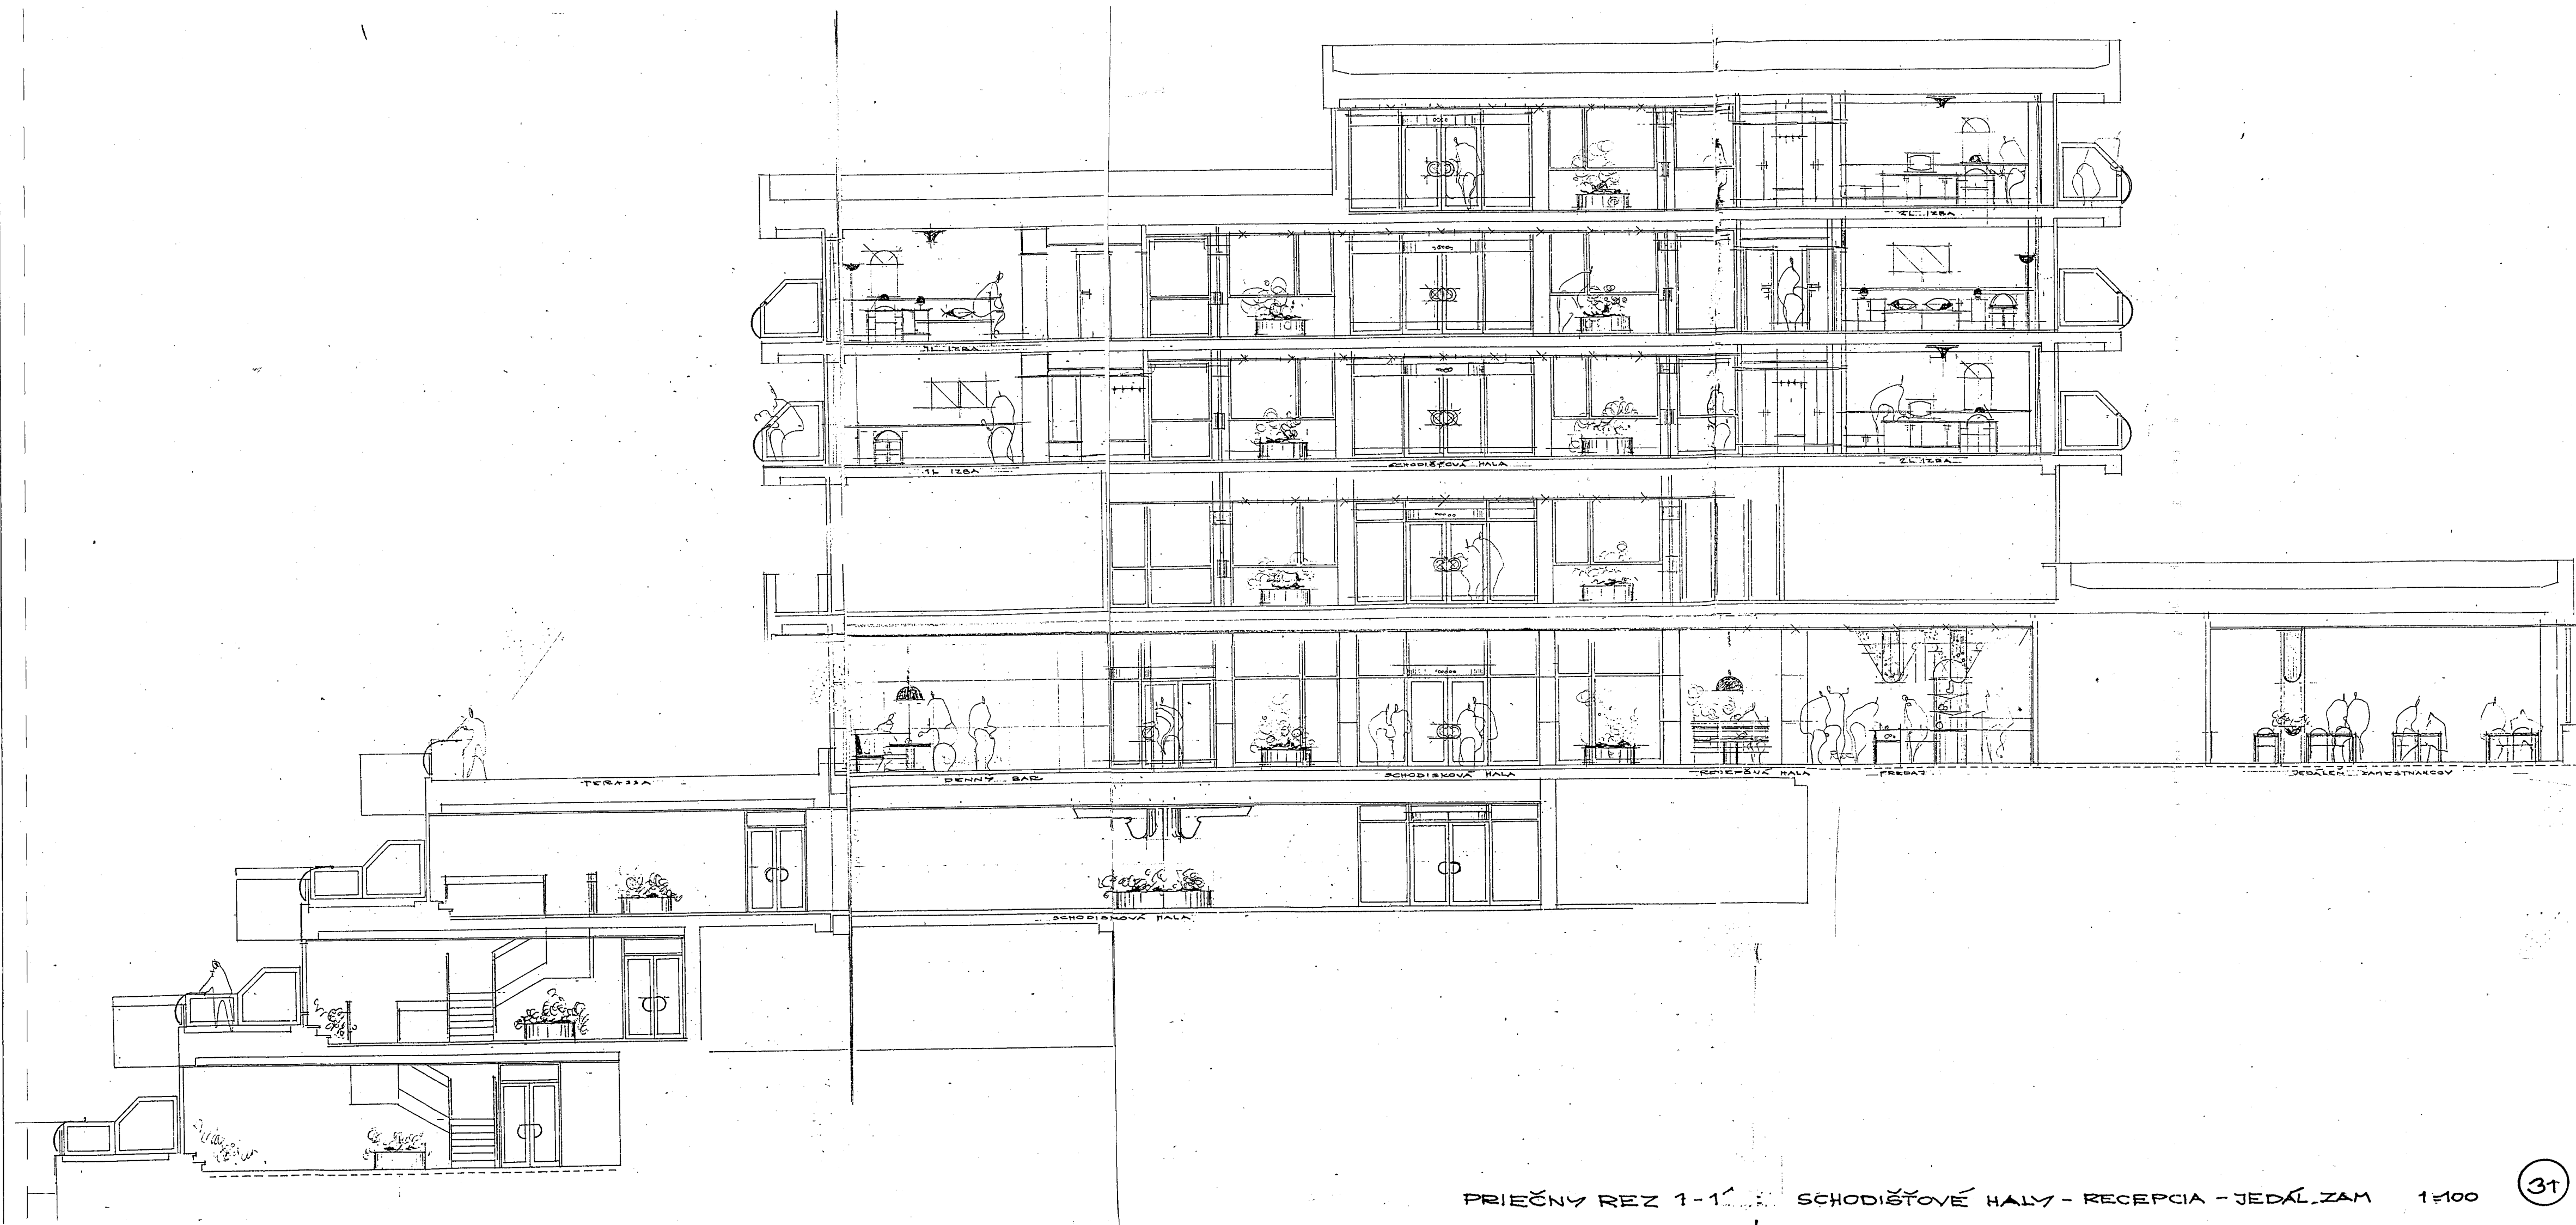 2L IZBA
1L IZBA
1L IZBA
SCHODIŠŤOVÁ HALA
2L IZBA
TERASSA
DENNÝ BAR
SCHODISKOVÁ HALA
RECEPČNÁ HALA
PREDAJ
JEDÁLEŇ ZAMESTNANCOV
SCHODISKOVÁ HALA
PRIEČNY REZ 1-1' : SCHODIŠŤOVÉ HALY - RECEPCIA - JEDÁL. ZAM 1:100
31